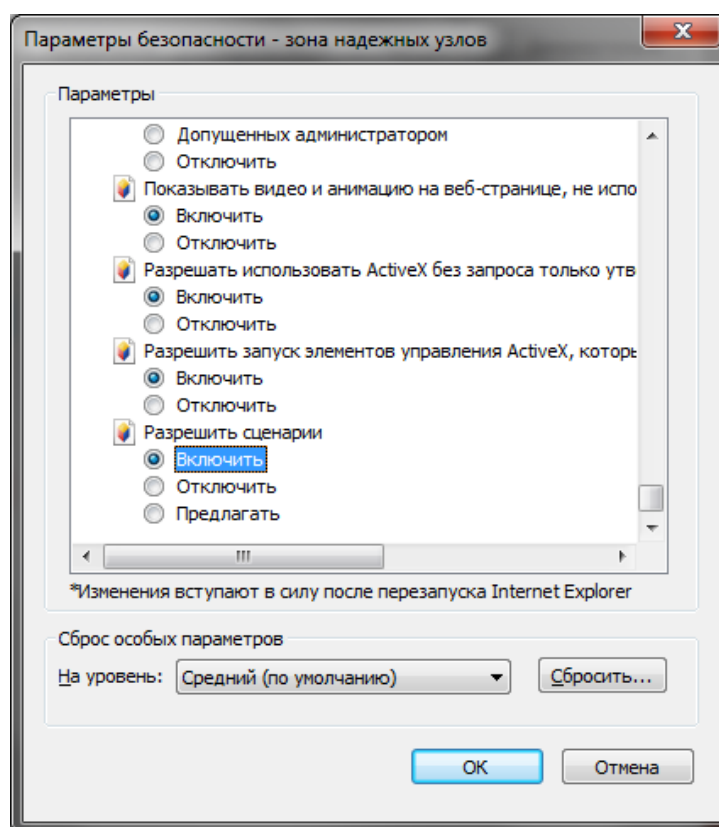 Параметры безопасности - зона надежных узлов
Параметры
Допущенных администратором
Отключить
Показывать видео и анимацию на веб-странице, не испо
Включить
Отключить
Разрешать использовать ActiveX без запроса только утв
Включить
Отключить
Разрешить запуск элементов управления ActiveX, которы
Включить
Отключить
Разрешить сценарии
Включить
Отключить
Предлагать
*Изменения вступают в силу после перезапуска Internet Explorer
Сброс особых параметров
На уровень: Средний (по умолчанию) Сбросить...
ОК Отмена